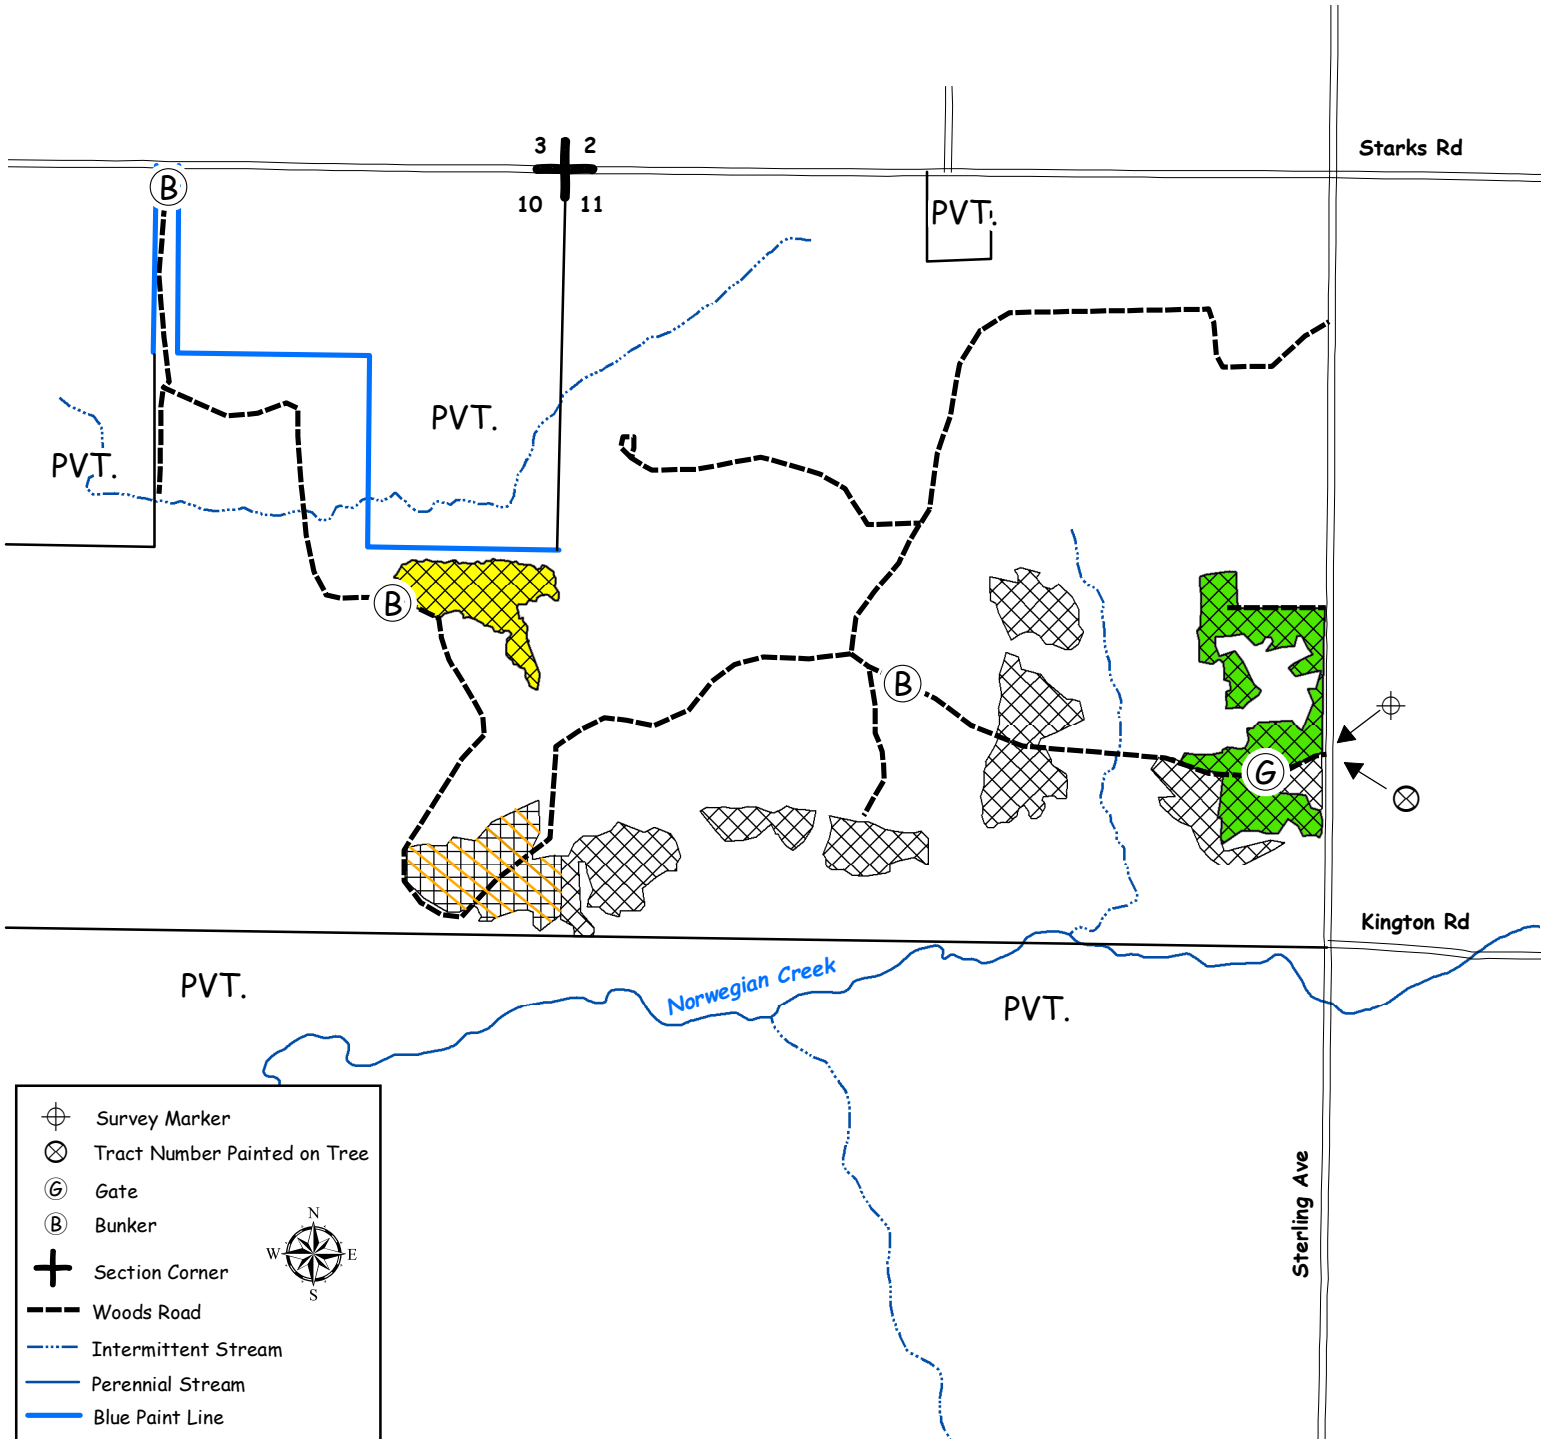 3 2
Starks Rd
B
10 11
PVT.
PVT.
PVT.
B
B
G
Kington Rd
Norwegian Creek
PVT.
PVT.
Survey Marker
Tract Number Painted on Tree
G Gate
B Bunker
N
W E
S
Section Corner
Woods Road
Intermittent Stream
Perennial Stream
Blue Paint Line
Sterling Ave